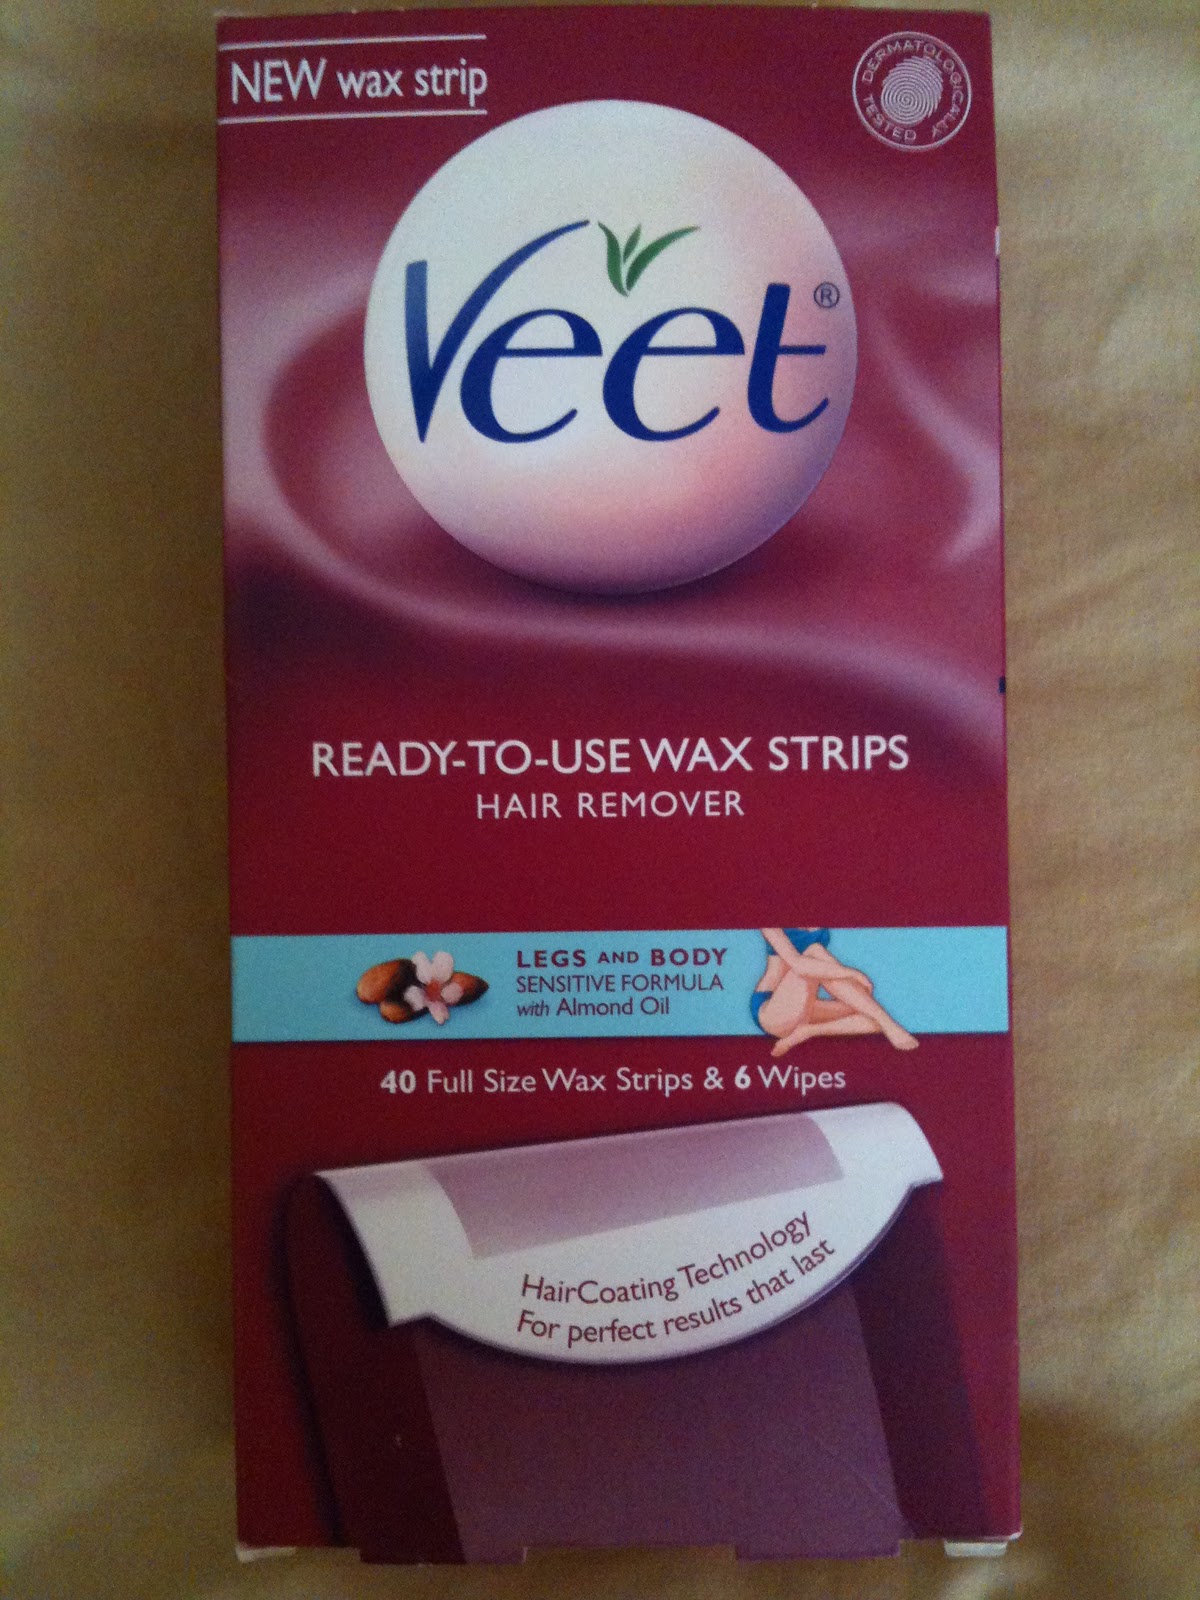 NEW wax strip
DERMATOLOGICALLY
TESTED
Veet®
READY-TO-USE WAX STRIPS
HAIR REMOVER
LEGS AND BODY
SENSITIVE FORMULA
with Almond Oil
40 Full Size Wax Strips & 6 Wipes
HairCoating Technology
For perfect results that last